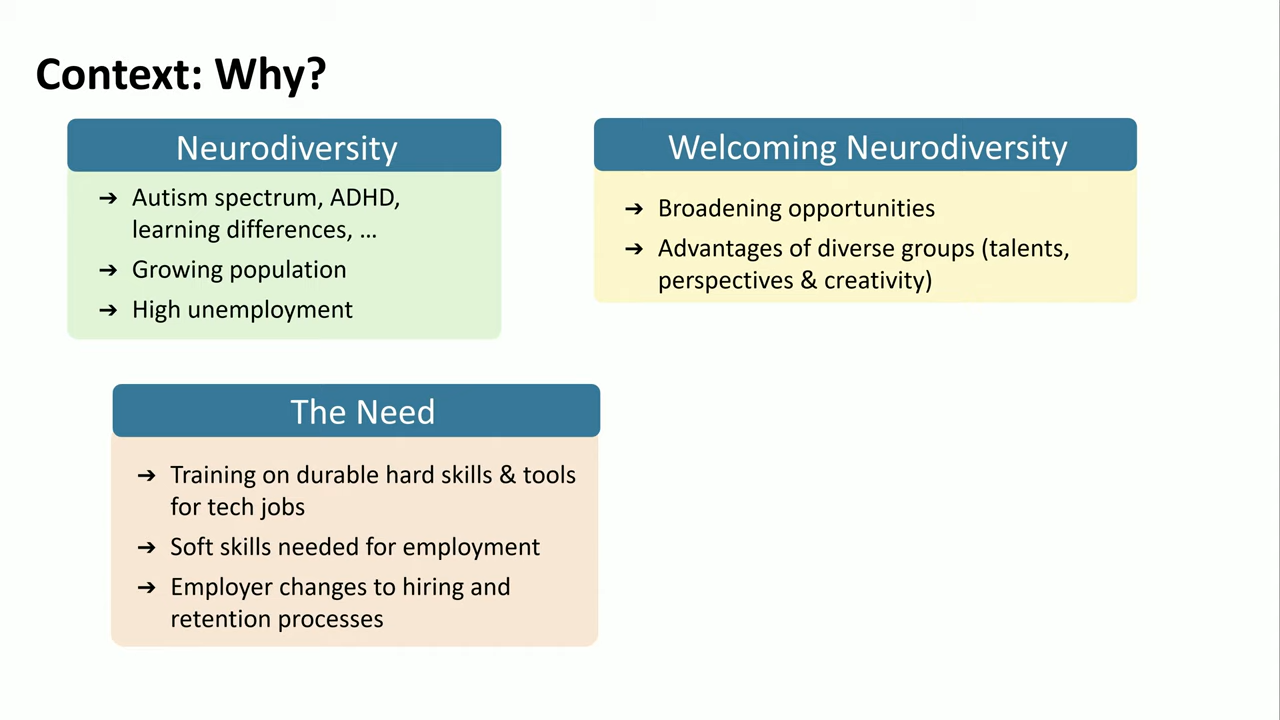 Context: Why?
Neurodiversity
➔ Autism spectrum, ADHD,
learning differences, ...
➔ Growing population
➔ High unemployment
Welcoming Neurodiversity
➔ Broadening opportunities
➔ Advantages of diverse groups (talents,
perspectives & creativity)
The Need
➔ Training on durable hard skills & tools
for tech jobs
➔ Soft skills needed for employment
➔ Employer changes to hiring and
retention processes